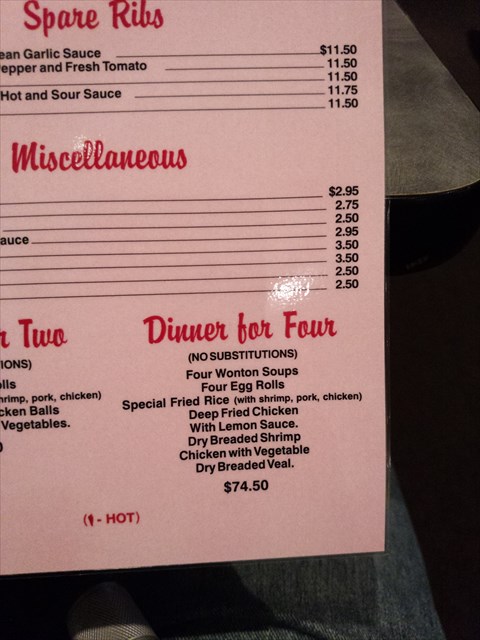 Spare Ribs
ean Garlic Sauce $11.50
epper and Fresh Tomato 11.50
11.50
Hot and Sour Sauce 11.75
11.50
Miscellaneous
$2.95
2.75
2.50
auce 2.95
3.50
3.50
2.50
2.50
r Two
IONS)
olls
hrimp, pork, chicken)
cken Balls
Vegetables.
Dinner for Four
(NO SUBSTITUTIONS)
Four Wonton Soups
Four Egg Rolls
Special Fried Rice (with shrimp, pork, chicken)
Deep Fried Chicken
With Lemon Sauce.
Dry Breaded Shrimp
Chicken with Vegetable
Dry Breaded Veal.
$74.50
( - HOT)